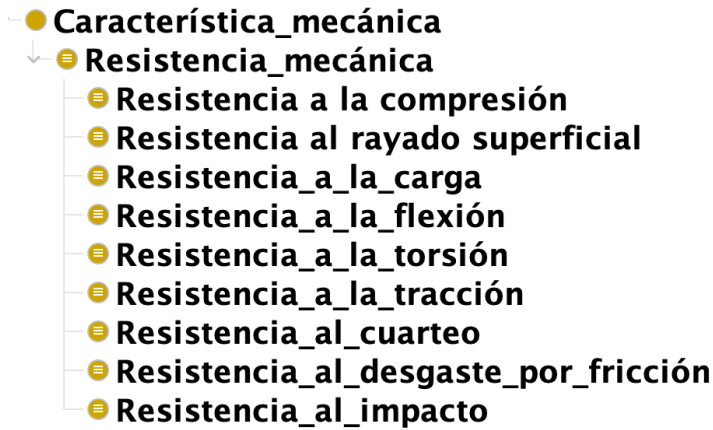 Característica_mecánica
Resistencia_mecánica
Resistencia a la compresión
Resistencia al rayado superficial
Resistencia_a_la_carga
Resistencia_a_la_flexión
Resistencia_a_la_torsión
Resistencia_a_la_tracción
Resistencia_al_cuarteo
Resistencia_al_desgaste_por_fricción
Resistencia_al_impacto